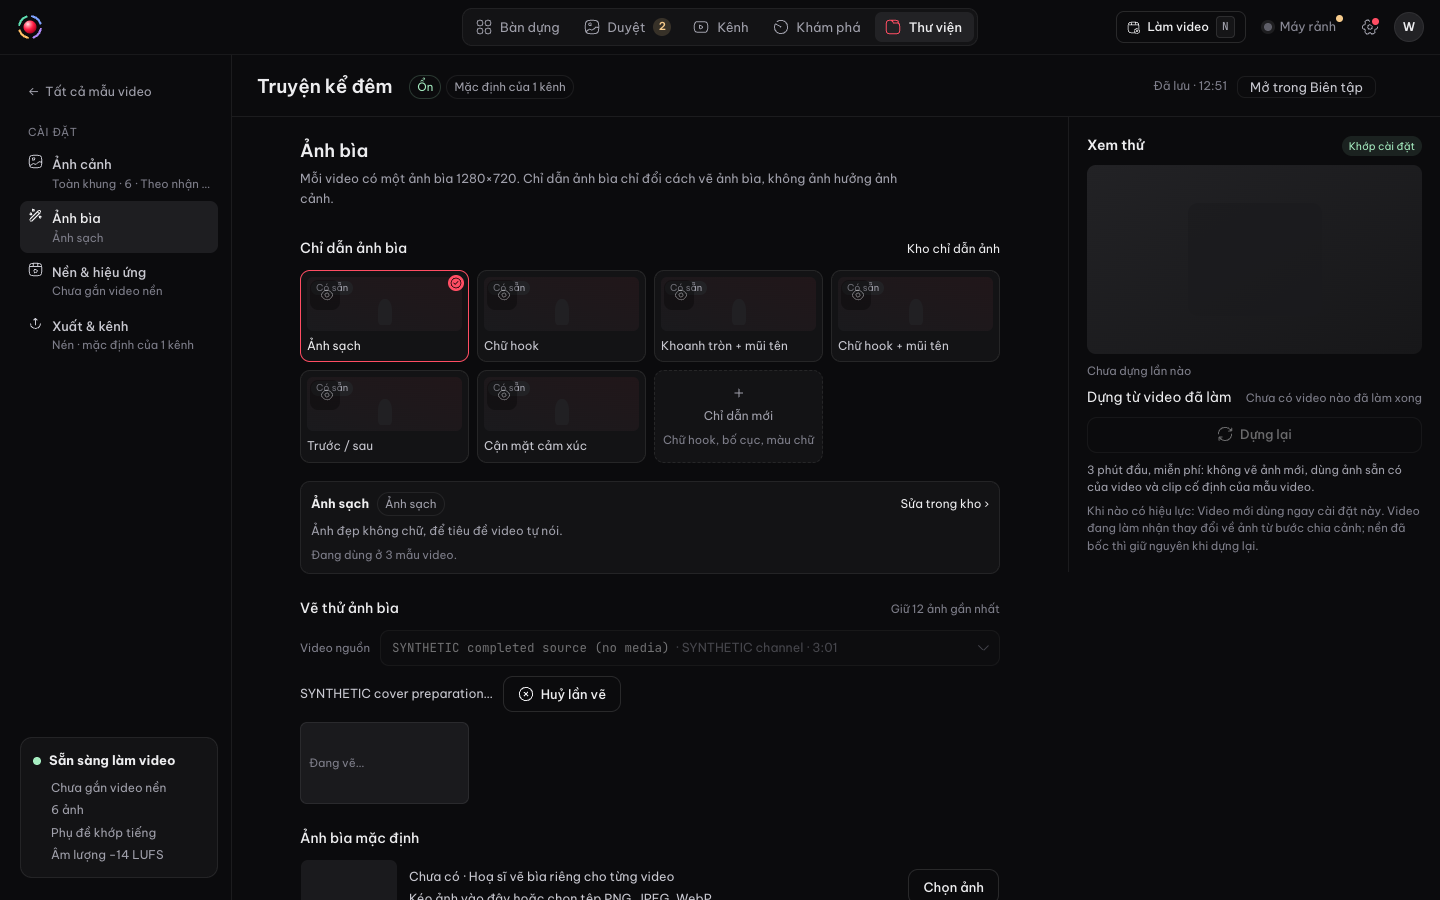 Bàn dựng
Duyệt 2
Kênh
Khám phá
Thư viện
Làm video N
Máy rảnh
W
← Tất cả mẫu video
CÀI ĐẶT
Ảnh cảnh
Toàn khung · 6 · Theo nhận ...
Ảnh bìa
Ảnh sạch
Nền & hiệu ứng
Chưa gắn video nền
Xuất & kênh
Nén · mặc định của 1 kênh
Sẵn sàng làm video
Chưa gắn video nền
6 ảnh
Phụ đề khớp tiếng
Âm lượng -14 LUFS
Truyện kể đêm
Ổn
Mặc định của 1 kênh
Đã lưu · 12:51
Mở trong Biên tập
Ảnh bìa
Mỗi video có một ảnh bìa 1280×720. Chỉ dẫn ảnh bìa chỉ đổi cách vẽ ảnh bìa, không ảnh hưởng ảnh
cảnh.
Chỉ dẫn ảnh bìa
Kho chỉ dẫn ảnh
Có sẵn
Ảnh sạch
Có sẵn
Chữ hook
Có sẵn
Khoanh tròn + mũi tên
Có sẵn
Chữ hook + mũi tên
Có sẵn
Trước / sau
Có sẵn
Cận mặt cảm xúc
+
Chỉ dẫn mới
Chữ hook, bố cục, màu chữ
Ảnh sạch Ảnh sạch
Sửa trong kho ›
Ảnh đẹp không chữ, để tiêu đề video tự nói.
Đang dùng ở 3 mẫu video.
Vẽ thử ảnh bìa
Giữ 12 ảnh gần nhất
Video nguồn
SYNTHETIC completed source (no media) · SYNTHETIC channel · 3:01
SYNTHETIC cover preparation...
Huỷ lần vẽ
Đang vẽ...
Ảnh bìa mặc định
Chưa có · Hoạ sĩ vẽ bìa riêng cho từng video
Kéo ảnh vào đây hoặc chọn tệp PNG, JPEG, WebP
Chọn ảnh
Xem thử
Khớp cài đặt
Chưa dựng lần nào
Dựng từ video đã làm
Chưa có video nào đã làm xong
Dựng lại
3 phút đầu, miễn phí: không vẽ ảnh mới, dùng ảnh sẵn có
của video và clip cố định của mẫu video.
Khi nào có hiệu lực: Video mới dùng ngay cài đặt này. Video
đang làm nhận thay đổi về ảnh từ bước chia cảnh; nền đã
bốc thì giữ nguyên khi dựng lại.